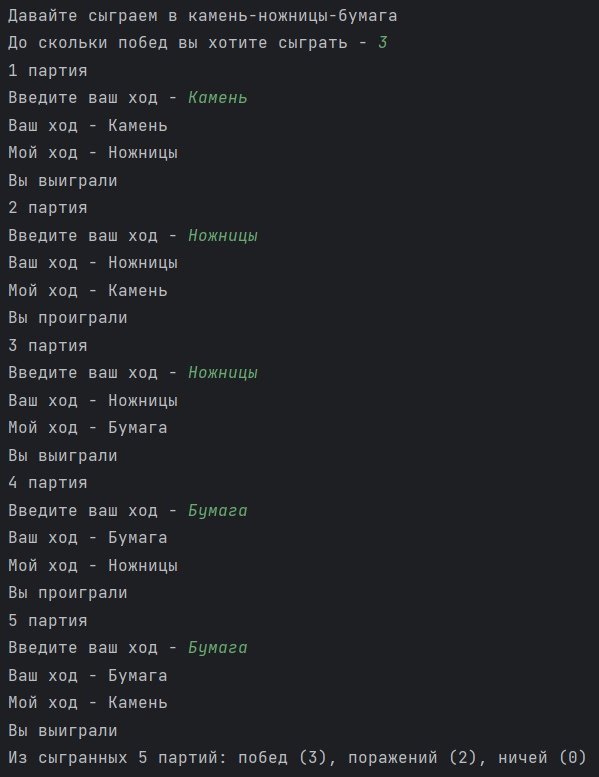 Давайте сыграем в камень-ножницы-бумага
До скольки побед вы хотите сыграть - 3
1 партия
Введите ваш ход - Камень
Ваш ход - Камень
Мой ход - Ножницы
Вы выиграли
2 партия
Введите ваш ход - Ножницы
Ваш ход - Ножницы
Мой ход - Камень
Вы проиграли
3 партия
Введите ваш ход - Ножницы
Ваш ход - Ножницы
Мой ход - Бумага
Вы выиграли
4 партия
Введите ваш ход - Бумага
Ваш ход - Бумага
Мой ход - Ножницы
Вы проиграли
5 партия
Введите ваш ход - Бумага
Ваш ход - Бумага
Мой ход - Камень
Вы выиграли
Из сыгранных 5 партий: побед (3), поражений (2), ничей (0)